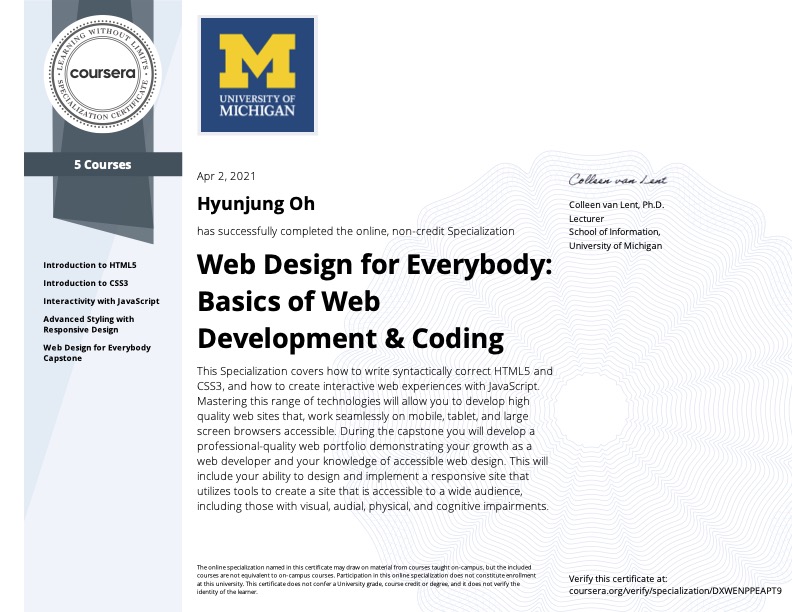 LEARNING WITHOUT LIMITS
coursera
SPECIALIZATION CERTIFICATE
5 Courses
Introduction to HTML5
Introduction to CSS3
Interactivity with JavaScript
Advanced Styling with
Responsive Design
Web Design for Everybody
Capstone
M
UNIVERSITY OF
MICHIGAN
Apr 2, 2021
Hyunjung Oh
has successfully completed the online, non-credit Specialization
Web Design for Everybody:
Basics of Web
Development & Coding
This Specialization covers how to write syntactically correct HTML5 and
CSS3, and how to create interactive web experiences with JavaScript.
Mastering this range of technologies will allow you to develop high
quality web sites that, work seamlessly on mobile, tablet, and large
screen browsers accessible. During the capstone you will develop a
professional-quality web portfolio demonstrating your growth as a
web developer and your knowledge of accessible web design. This will
include your ability to design and implement a responsive site that
utilizes tools to create a site that is accessible to a wide audience,
including those with visual, audial, physical, and cognitive impairments.
The online specialization named in this certificate may draw on material from courses taught on-campus, but the included
courses are not equivalent to on-campus courses. Participation in this online specialization does not constitute enrollment
at this university. This certificate does not confer a University grade, course credit or degree, and it does not verify the
identity of the learner.
Colleen van Lent
Colleen van Lent, Ph.D.
Lecturer
School of Information,
University of Michigan
Verify this certificate at:
coursera.org/verify/specialization/DXWENPPEAPT9